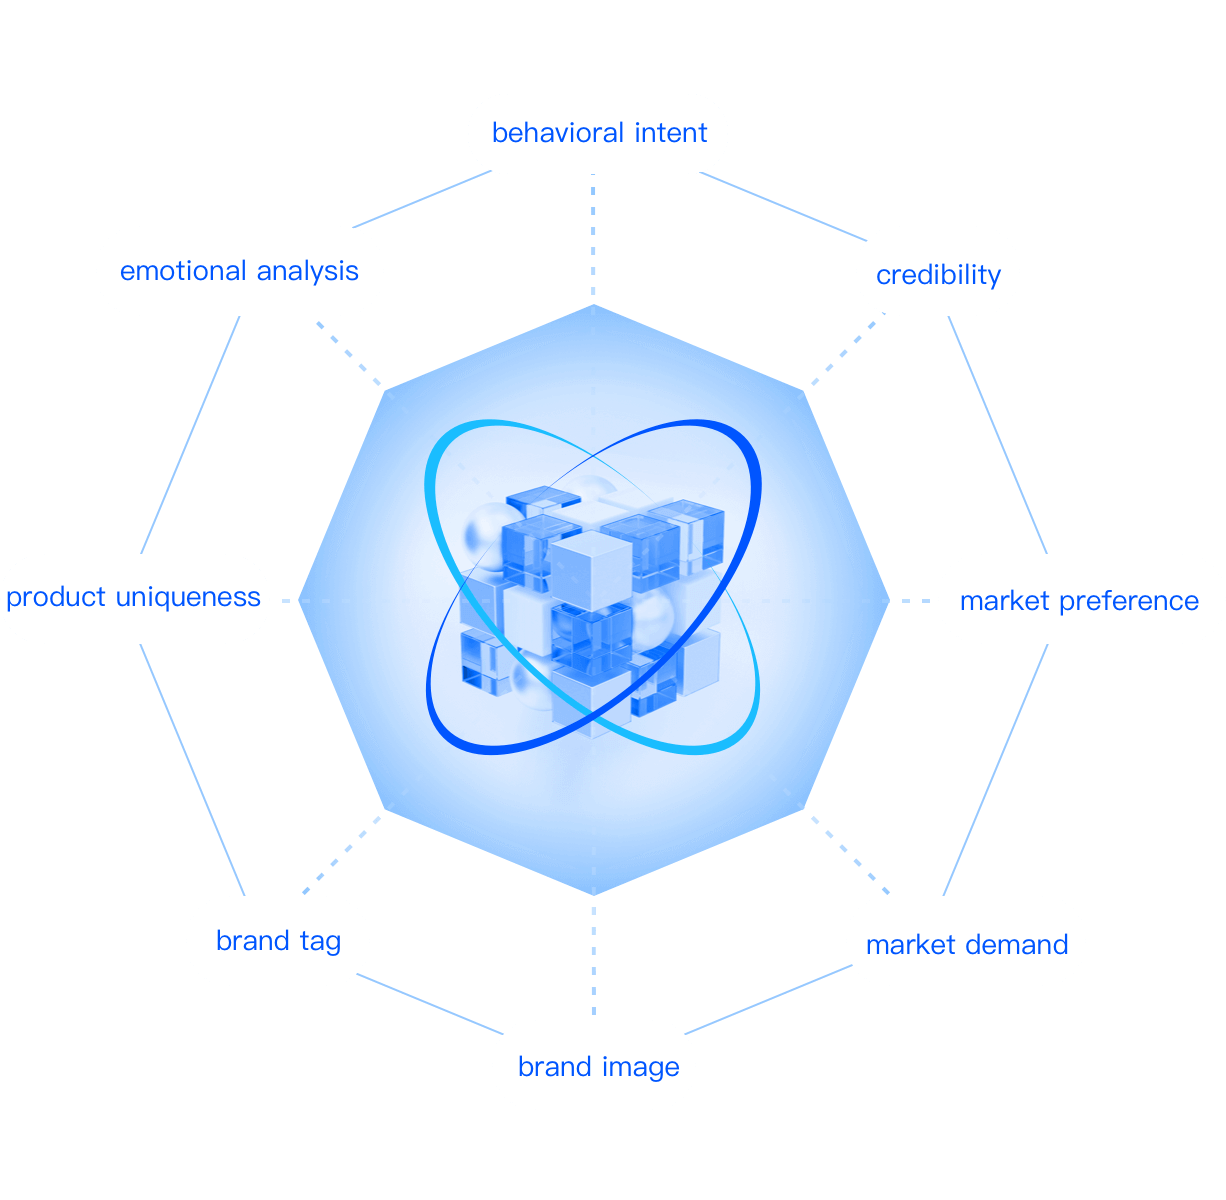 behavioral intent
emotional analysis
credibility
product uniqueness
market preference
brand tag
market demand
brand image